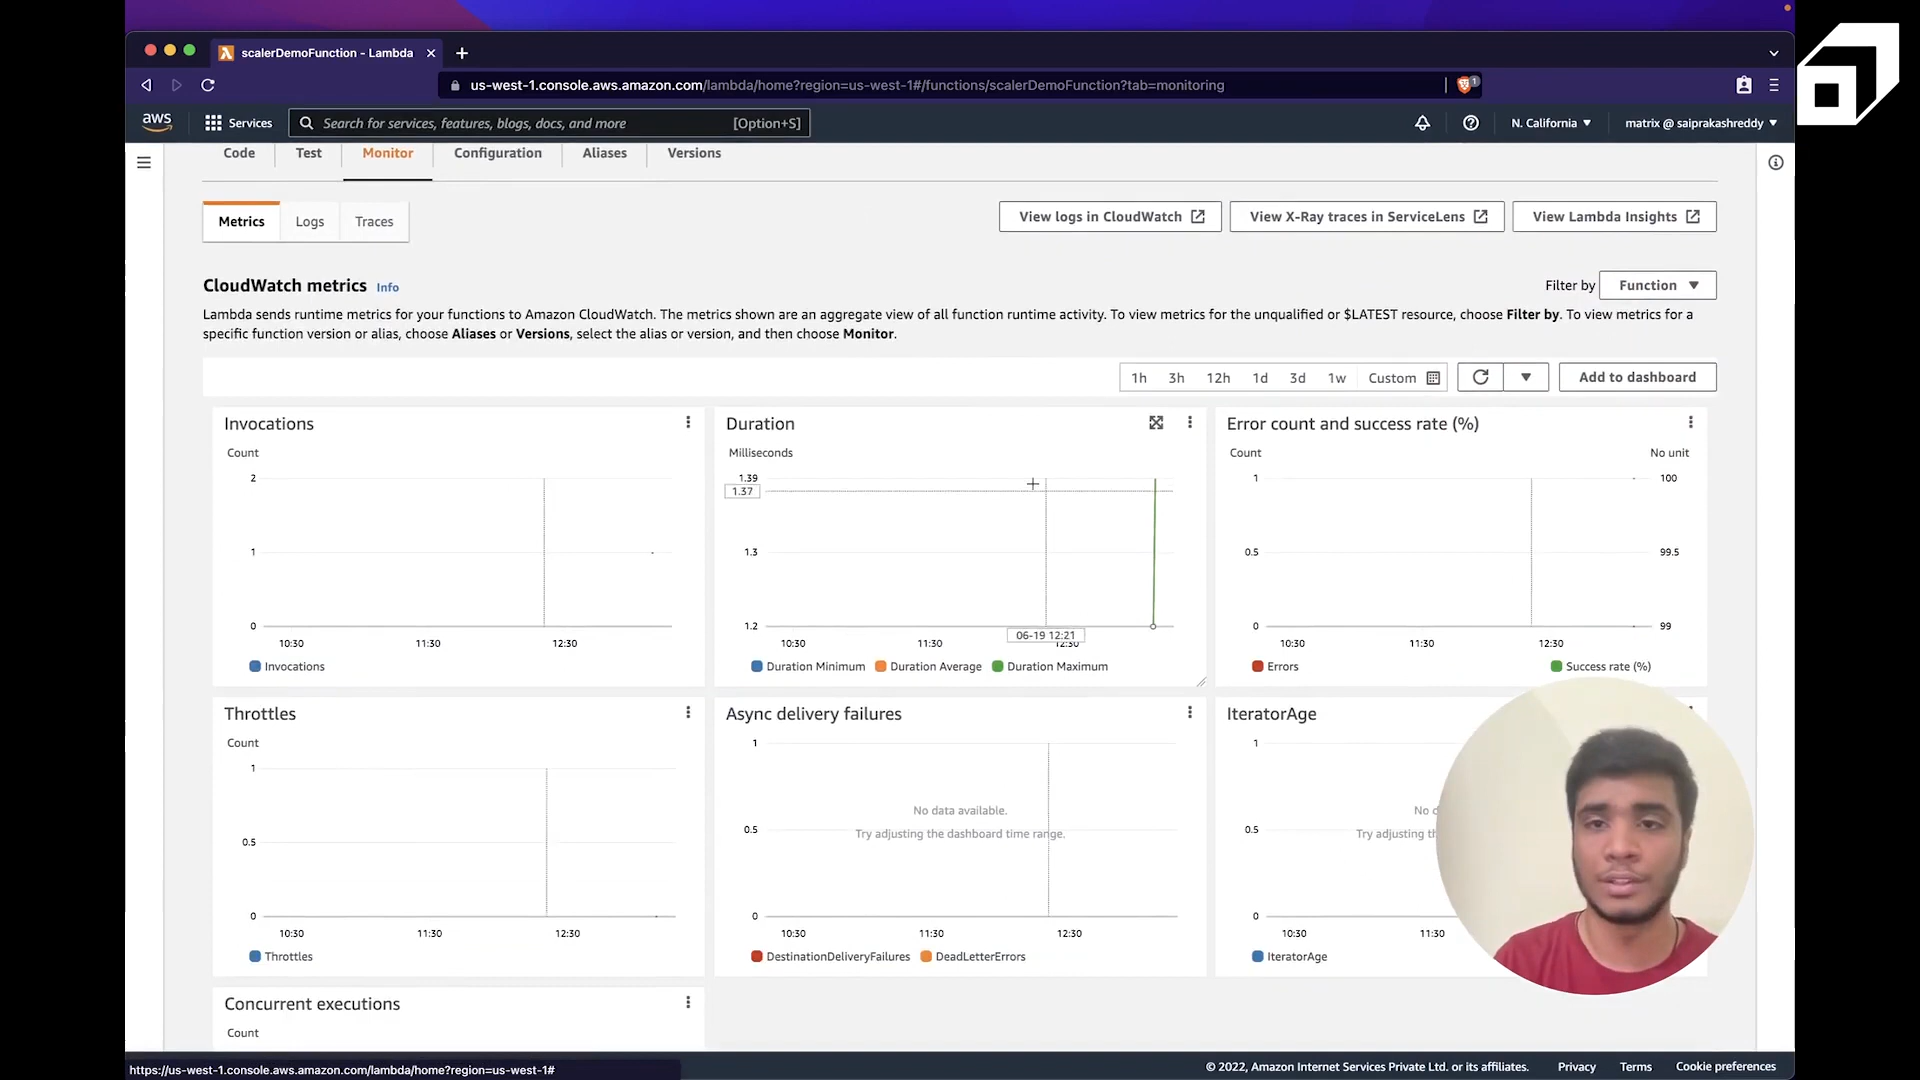 scalerDemoFunction - Lambda
us-west-1.console.aws.amazon.com/lambda/home?region=us-west-1#/functions/scalerDemoFunction?tab=monitoring
1
aws
Services
Search for services, features, blogs, docs, and more
[Option+S]
N. California
matrix @ saiprakashreddy
Code
Test
Monitor
Configuration
Aliases
Versions
Metrics
Logs
Traces
View logs in CloudWatch
View X-Ray traces in ServiceLens
View Lambda Insights
CloudWatch metrics Info
Filter by Function
Lambda sends runtime metrics for your functions to Amazon CloudWatch. The metrics shown are an aggregate view of all function runtime activity. To view metrics for the unqualified or $LATEST resource, choose Filter by. To view metrics for a
specific function version or alias, choose Aliases or Versions, select the alias or version, and then choose Monitor.
1h 3h 12h 1d 3d 1w Custom
Add to dashboard
Invocations
Count
2
1
0
10:30 11:30 12:30
Invocations
Duration
Milliseconds
1.39
1.37
1.3
1.2
06-19 12:21
10:30 11:30 12:30
Duration Minimum Duration Average Duration Maximum
Error count and success rate (%)
Count No unit
1 100
0.5 99.5
0 99
10:30 11:30 12:30
Errors Success rate (%)
Throttles
Count
1
0.5
0
10:30 11:30 12:30
Throttles
Async delivery failures
1
No data available.
0.5
Try adjusting the dashboard time range.
0
10:30 11:30 12:30
DestinationDeliveryFailures DeadLetterErrors
IteratorAge
1
No
0.5
Try adjusting
0
10:30 11:30
IteratorAge
Concurrent executions
Count
https://us-west-1.console.aws.amazon.com/lambda/home?region=us-west-1#
© 2022, Amazon Internet Services Private Ltd. or its affiliates.
Privacy
Terms
Cookie preferences